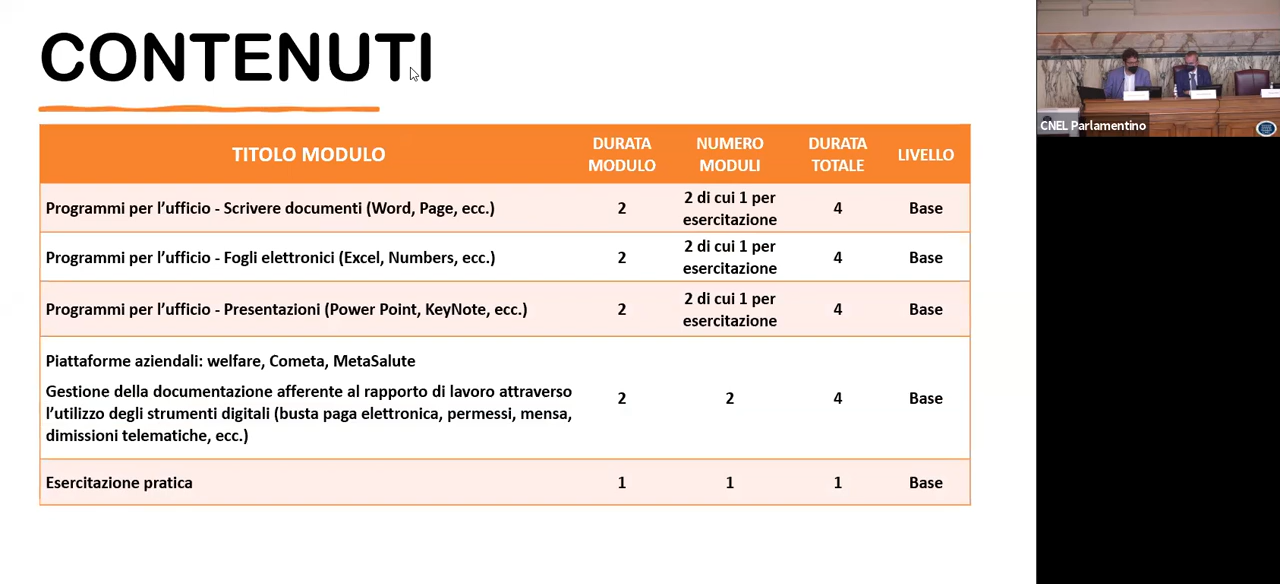 CONTENUTI
TITOLO MODULO
DURATA
MODULO
NUMERO
MODULI
DURATA
TOTALE
LIVELLO
Programmi per l’ufficio - Scrivere documenti (Word, Page, ecc.)
2
2 di cui 1 per
esercitazione
4
Base
Programmi per l’ufficio - Fogli elettronici (Excel, Numbers, ecc.)
2
2 di cui 1 per
esercitazione
4
Base
Programmi per l’ufficio - Presentazioni (Power Point, KeyNote, ecc.)
2
2 di cui 1 per
esercitazione
4
Base
Piattaforme aziendali: welfare, Cometa, MetaSalute
Gestione della documentazione afferente al rapporto di lavoro attraverso
l’utilizzo degli strumenti digitali (busta paga elettronica, permessi, mensa,
dimissioni telematiche, ecc.)
2
2
4
Base
Esercitazione pratica
1
1
1
Base
CNEL Parlamentino